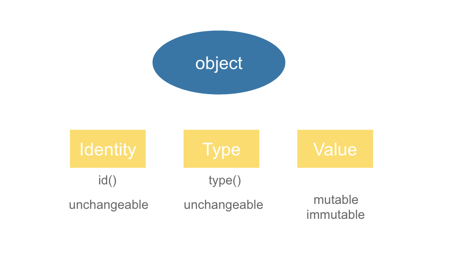 object
Identity Type Value
id() type()
unchangeable unchangeable mutable
immutable